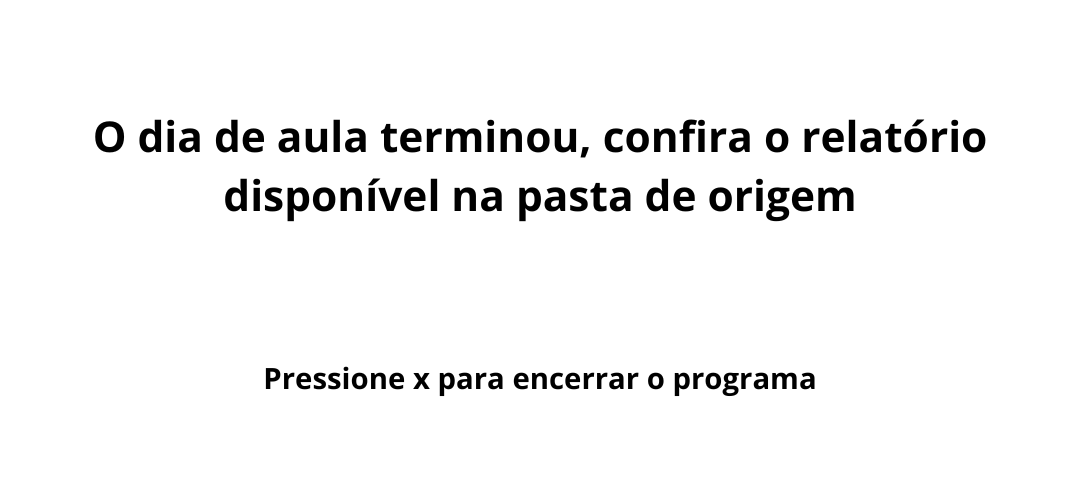 O dia de aula terminou, confira o relatório
disponível na pasta de origem
Pressione x para encerrar o programa